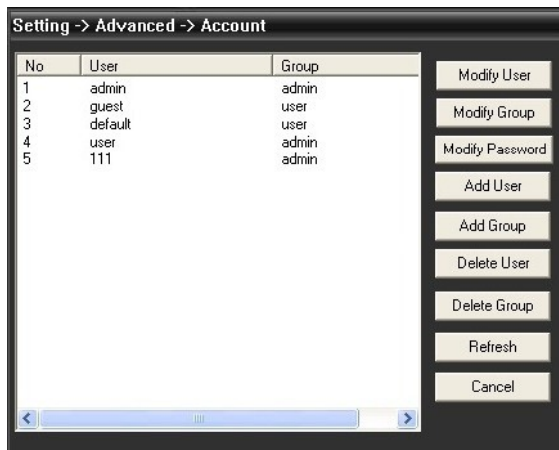 Setting -> Advanced -> Account
No User Group
1 admin admin
2 guest user
3 default user
4 user admin
5 111 admin
Modify User
Modify Group
Modify Password
Add User
Add Group
Delete User
Delete Group
Refresh
Cancel